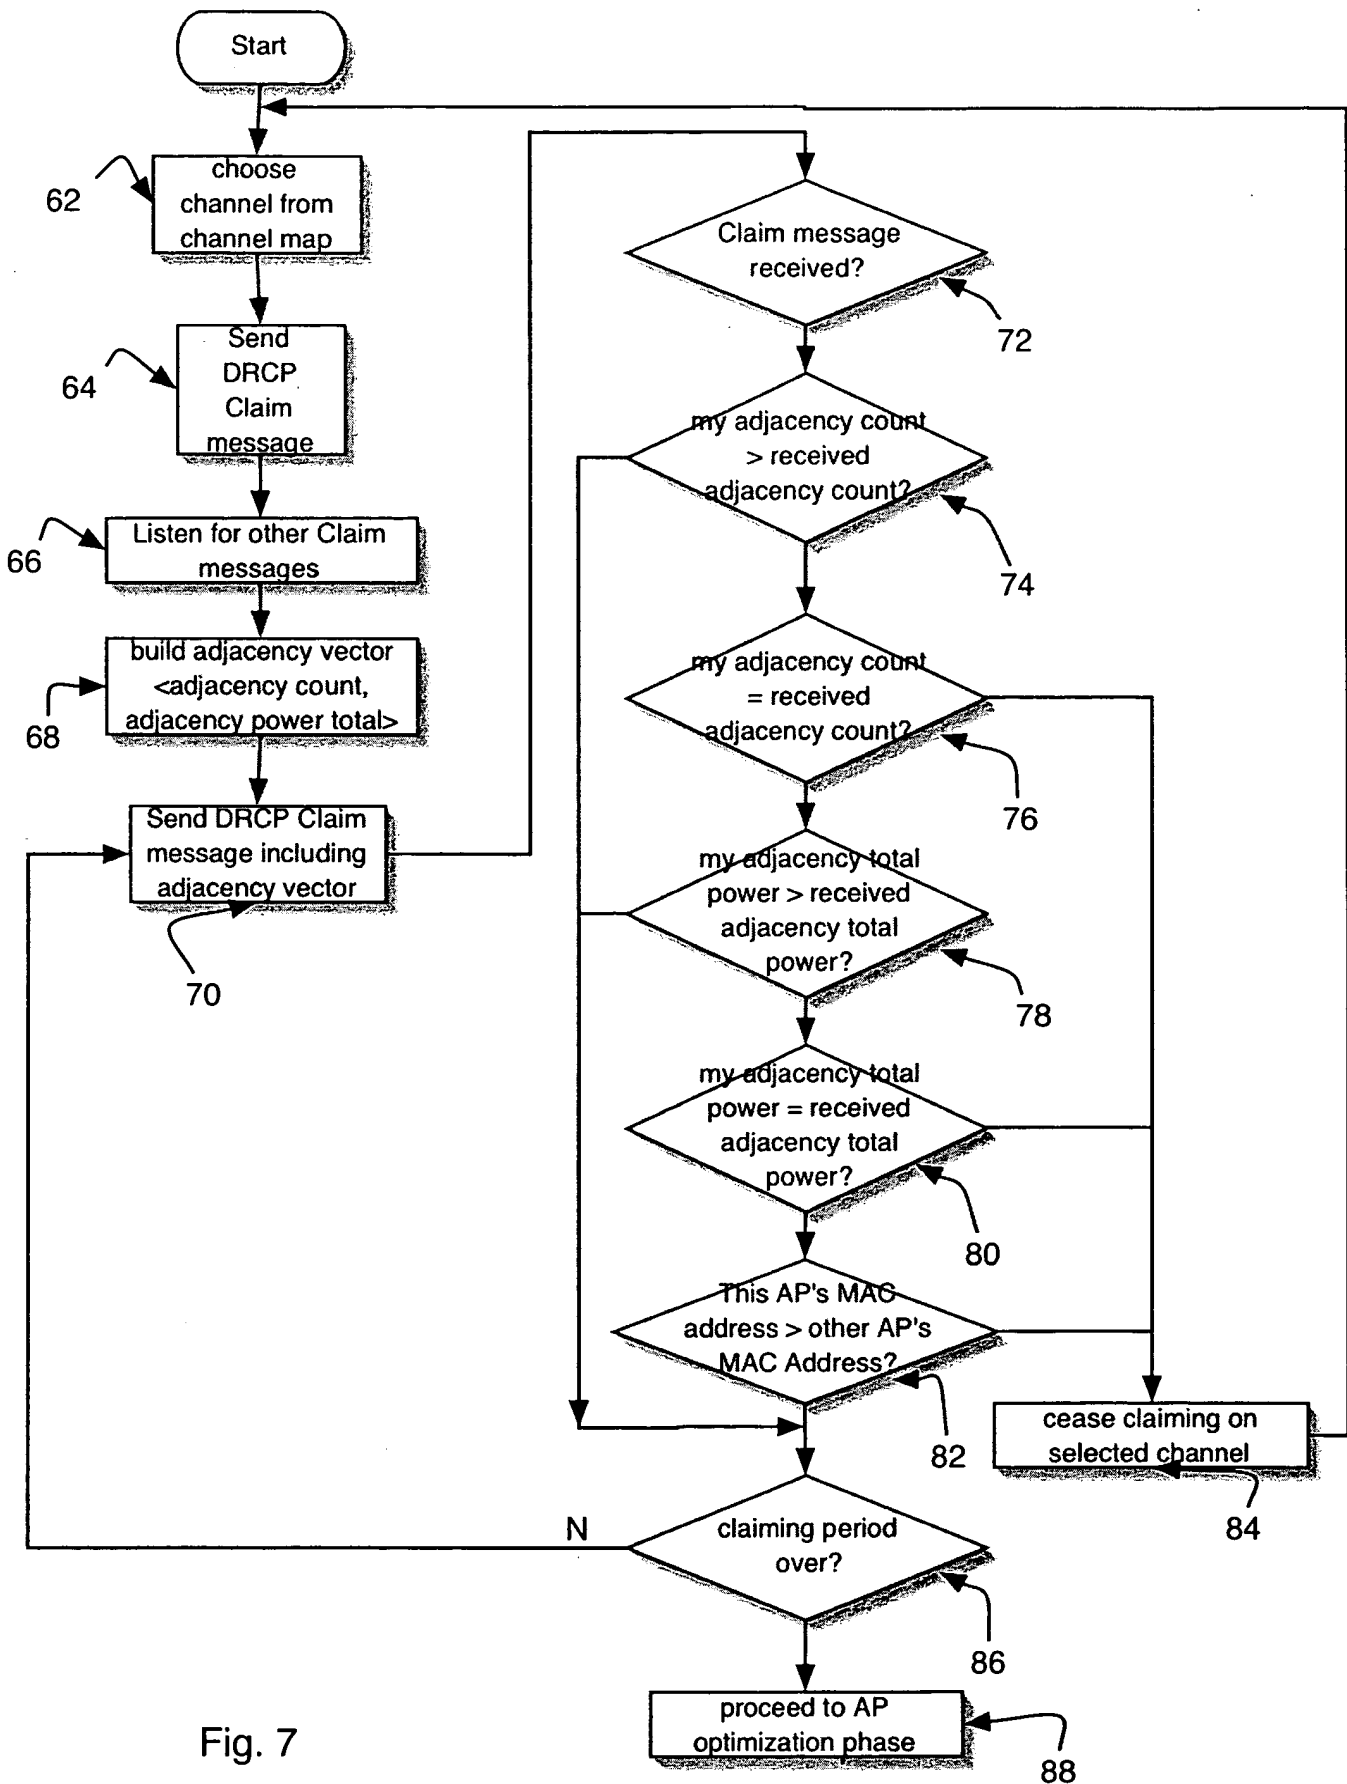 Start
choose
channel from
channel map
62
Send
DRCP
Claim
message
64
Listen for other Claim
messages
66
build adjacency vector
<adjacency count,
adjacency power total>
68
Send DRCP Claim
message including
adjacency vector
70
Claim message
received?
72
my adjacency count
> received
adjacency count?
74
my adjacency count
= received
adjacency count?
76
my adjacency total
power > received
adjacency total
power?
78
my adjacency total
power = received
adjacency total
power?
80
This AP's MAC
address > other AP's
MAC Address?
82
cease claiming on
selected channel
84
claiming period
over?
N
86
proceed to AP
optimization phase
88
Fig. 7